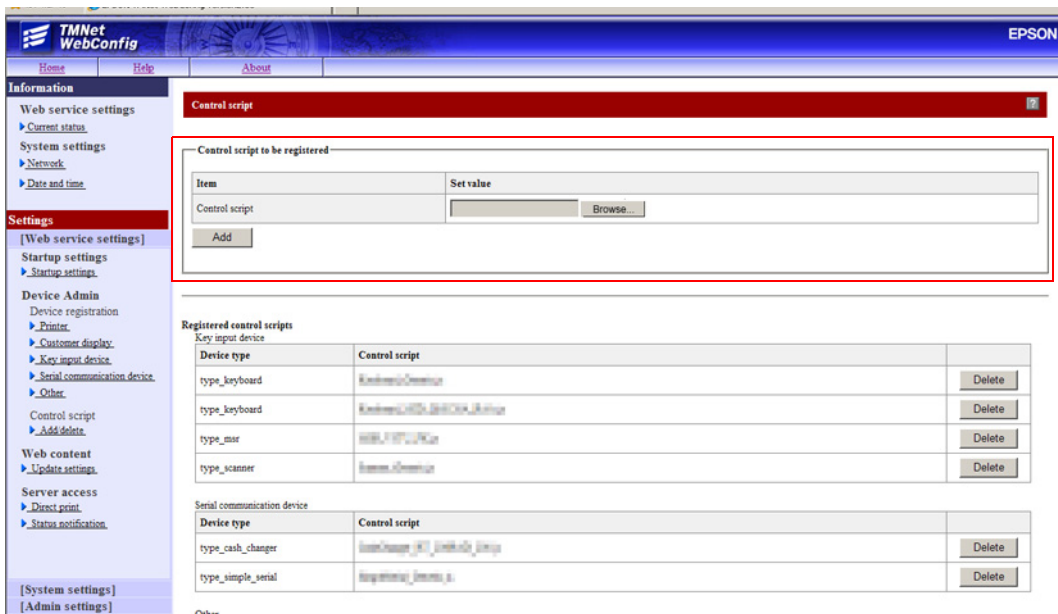 TMNet
WebConfig
EPSON
Home Help About
Information
Web service settings
Current status
System settings
Network
Date and time
Settings
[Web service settings]
Startup settings
Startup settings
Device Admin
Device registration
Printer
Customer display
Key input device
Serial communication device
Other
Control script
Add/delete
Web content
Update settings
Server access
Direct print
Status notification
[System settings]
[Admin settings]
Control script ?
Control script to be registered
Item Set value
Control script Browse...
Add
Registered control scripts
Key input device
Device type Control script
type_keyboard Delete
type_keyboard Delete
type_msr Delete
type_scanner Delete
Serial communication device
Device type Control script
type_cash_changer Delete
type_simple_serial Delete
Other